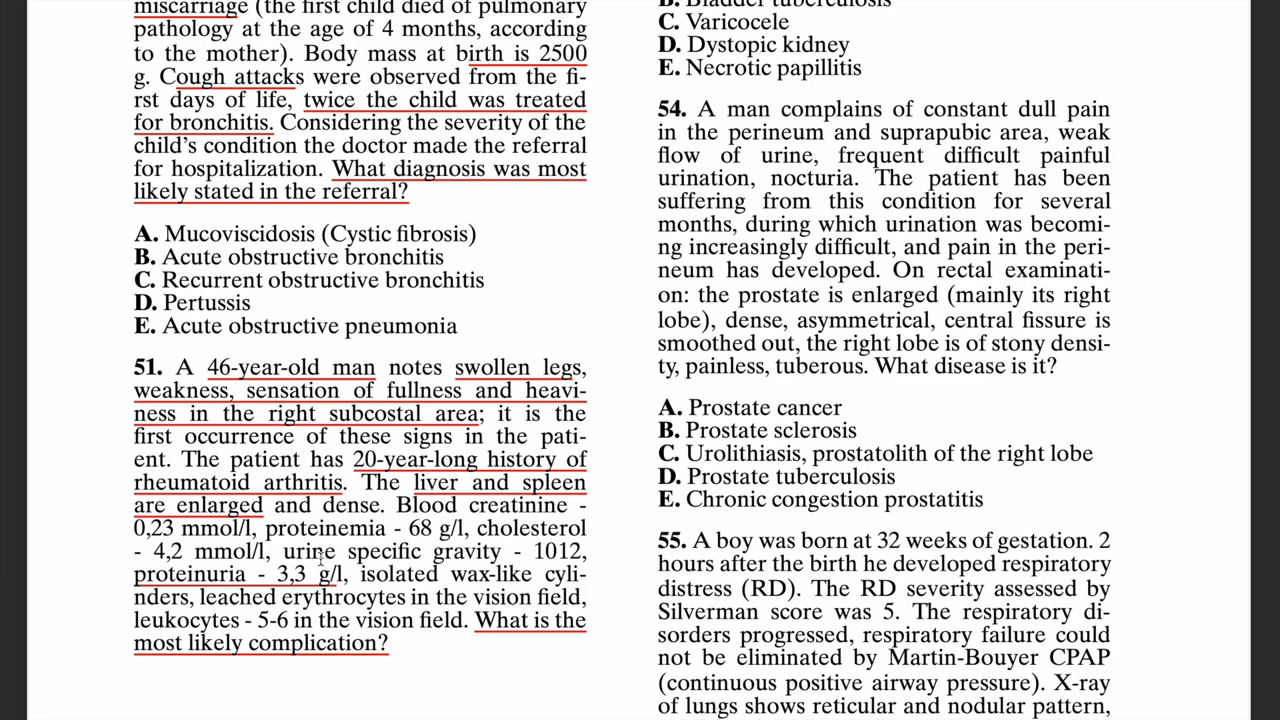 miscarriage (the first child died of pulmonary
pathology at the age of 4 months, according
to the mother). Body mass at birth is 2500
g. Cough attacks were observed from the fi-
rst days of life, twice the child was treated
for bronchitis. Considering the severity of the
child's condition the doctor made the referral
for hospitalization. What diagnosis was most
likely stated in the referral?
A. Mucoviscidosis (Cystic fibrosis)
B. Acute obstructive bronchitis
C. Recurrent obstructive bronchitis
D. Pertussis
E. Acute obstructive pneumonia
51. A 46-year-old man notes swollen legs,
weakness, sensation of fullness and heavi-
ness in the right subcostal area; it is the
first occurrence of these signs in the pati-
ent. The patient has 20-year-long history of
rheumatoid arthritis. The liver and spleen
are enlarged and dense. Blood creatinine -
0,23 mmol/l, proteinemia - 68 g/l, cholesterol
- 4,2 mmol/l, urine specific gravity - 1012,
proteinuria - 3,3 g/l, isolated wax-like cyli-
nders, leached erythrocytes in the vision field,
leukocytes - 5-6 in the vision field. What is the
most likely complication?
B. Bladder tuberculosis
C. Varicocele
D. Dystopic kidney
E. Necrotic papillitis
54. A man complains of constant dull pain
in the perineum and suprapubic area, weak
flow of urine, frequent difficult painful
urination, nocturia. The patient has been
suffering from this condition for several
months, during which urination was becomi-
ng increasingly difficult, and pain in the peri-
neum has developed. On rectal examinati-
on: the prostate is enlarged (mainly its right
lobe), dense, asymmetrical, central fissure is
smoothed out, the right lobe is of stony densi-
ty, painless, tuberous. What disease is it?
A. Prostate cancer
B. Prostate sclerosis
C. Urolithiasis, prostatolith of the right lobe
D. Prostate tuberculosis
E. Chronic congestion prostatitis
55. A boy was born at 32 weeks of gestation. 2
hours after the birth he developed respiratory
distress (RD). The RD severity assessed by
Silverman score was 5. The respiratory di-
sorders progressed, respiratory failure could
not be eliminated by Martin-Bouyer CPAP
(continuous positive airway pressure). X-ray
of lungs shows reticular and nodular pattern,